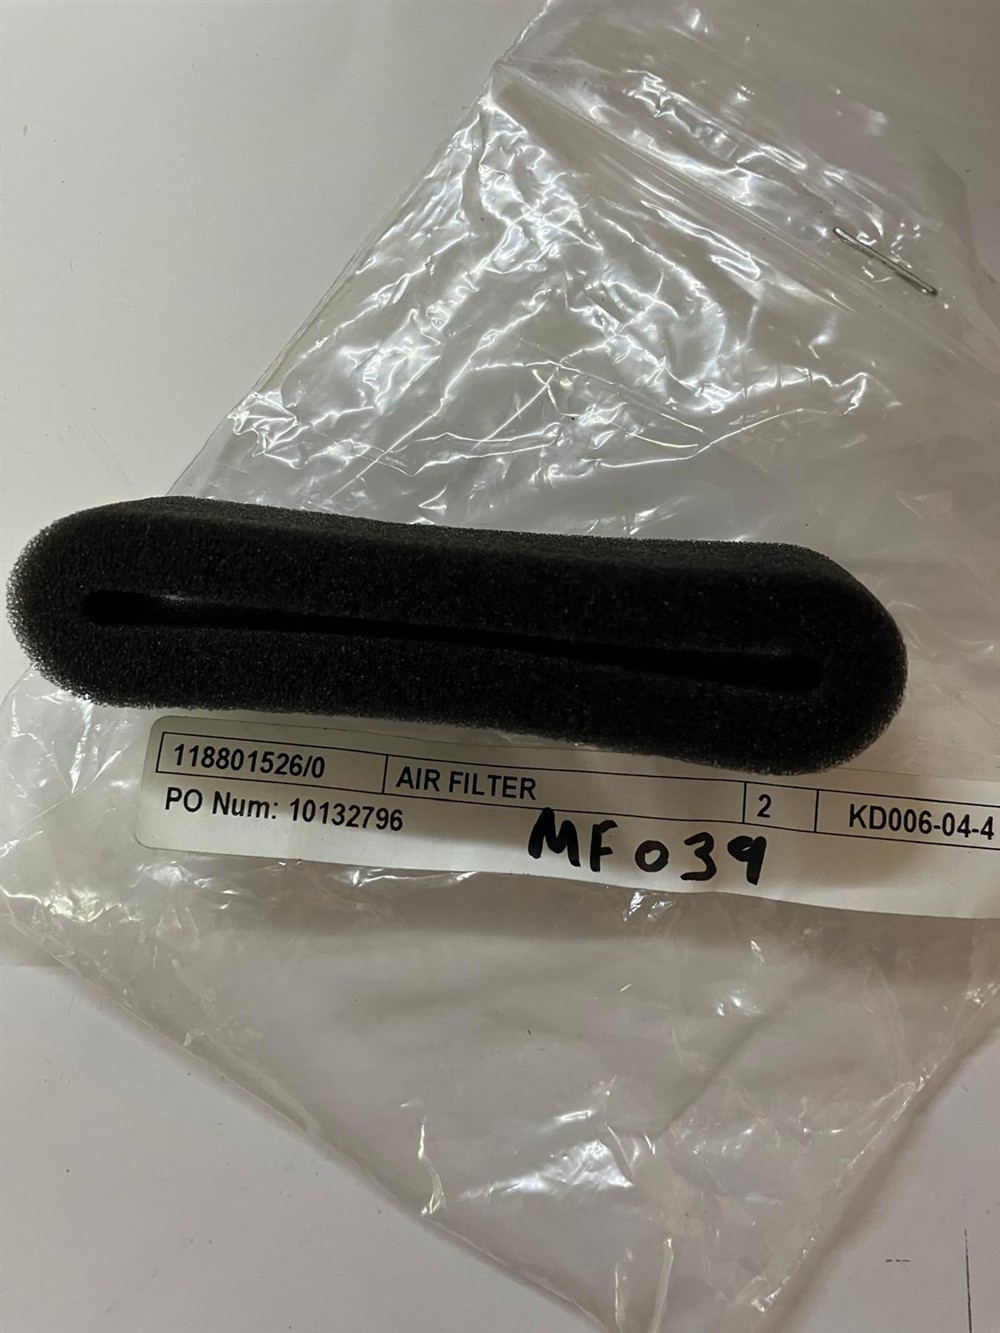 118801526/0 AIR FILTER 2 KD006-04-4
PO Num: 10132796
MF039